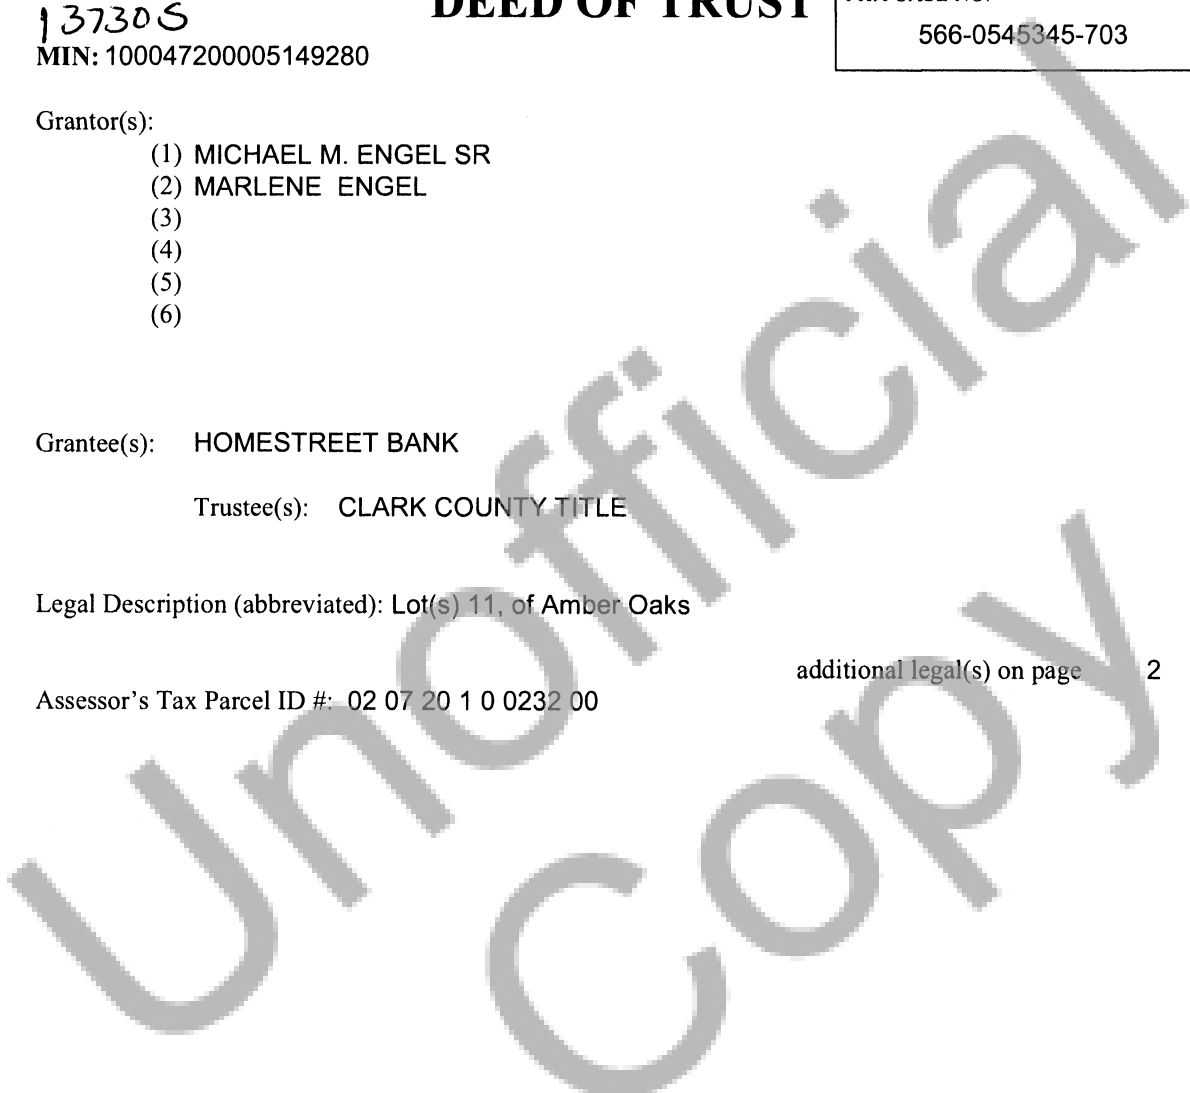 13730S
DEED OF TRUST
566-0545345-703
MIN: 100047200005149280
Grantor(s):
(1) MICHAEL M. ENGEL SR
(2) MARLENE ENGEL
(3)
(4)
(5)
(6)
Grantee(s): HOMESTREET BANK
Trustee(s): CLARK COUNTY TITLE
Legal Description (abbreviated): Lot(s) 11, of Amber Oaks
additional legal(s) on page 2
Assessor's Tax Parcel ID #: 02 07 20 1 0 0232 00
Unofficial
Copy